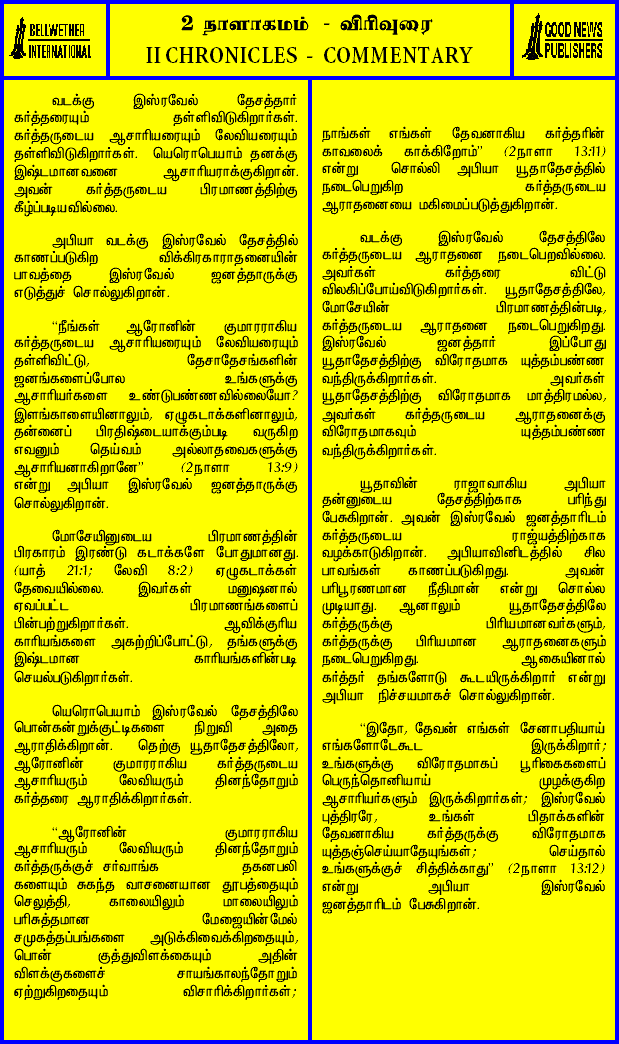 BELLWETHER
INTERNATIONAL
2 நாளாகமம் - விரிவுரை
II CHRONICLES - COMMENTARY
GOOD NEWS
PUBLISHERS
வடக்கு இஸ்ரவேல் தேசத்தார்
கர்த்தரையும் தள்ளிவிடுகிறார்கள்.
கர்த்தருடைய ஆசாரியரையும் லேவியரையும்
தள்ளிவிடுகிறார்கள். யெரொபெயாம் தனக்கு
இஷ்டமானவனை ஆசாரியராக்குகிறான்.
அவன் கர்த்தருடைய பிரமாணத்திற்கு
கீழ்ப்படியவில்லை.
அபியா வடக்கு இஸ்ரவேல் தேசத்தில்
காணப்படுகிற விக்கிரகாராதனையின்
பாவத்தை இஸ்ரவேல் ஜனத்தாருக்கு
எடுத்துச் சொல்லுகிறான்.
“நீங்கள் ஆரோனின் குமாரராகிய
கர்த்தருடைய ஆசாரியரையும் லேவியரையும்
தள்ளிவிட்டு, தேசாதேசங்களின்
ஜனங்களைப்போல உங்களுக்கு
ஆசாரியர்களை உண்டுபண்ணவில்லையோ?
இளங்காளையினாலும், ஏழுகடாக்களினாலும்,
தன்னைப் பிரதிஷ்டையாக்கும்படி வருகிற
எவனும் தெய்வம் அல்லாதவைகளுக்கு
ஆசாரியனாகிறானே” (2நாளா 13:9)
என்று அபியா இஸ்ரவேல் ஜனத்தாருக்கு
சொல்லுகிறான்.
மோசேயினுடைய பிரமாணத்தின்
பிரகாரம் இரண்டு கடாக்களே போதுமானது.
(யாத் 21:1; லேவி 8:2) ஏழுகடாக்கள்
தேவையில்லை. இவர்கள் மனுஷனால்
ஏவப்பட்ட பிரமாணங்களைப்
பின்பற்றுகிறார்கள். ஆவிக்குரிய
காரியங்களை அகற்றிப்போட்டு, தங்களுக்கு
இஷ்டமான காரியங்களின்படி
செயல்படுகிறார்கள்.
யெரொபெயாம் இஸ்ரவேல் தேசத்திலே
பொன்கன்றுக்குட்டிகளை நிறுவி அதை
ஆராதிக்கிறான். தெற்கு யூதாதேசத்திலோ,
ஆரோனின் குமாரராகிய கர்த்தருடைய
ஆசாரியரும் லேவியரும் தினந்தோறும்
கர்த்தரை ஆராதிக்கிறார்கள்.
“ஆரோனின் குமாரராகிய
ஆசாரியரும் லேவியரும் தினந்தோறும்
கர்த்தருக்குச் சர்வாங்க தகனபலி
களையும் சுகந்த வாசனையான தூபத்தையும்
செலுத்தி, காலையிலும் மாலையிலும்
பரிசுத்தமான மேஜையின்மேல்
சமுகத்தப்பங்களை அடுக்கிவைக்கிறதையும்,
பொன் குத்துவிளக்கையும் அதின்
விளக்குகளைச் சாயங்காலந்தோறும்
ஏற்றுகிறதையும் விசாரிக்கிறார்கள்;
நாங்கள் எங்கள் தேவனாகிய கர்த்தரின்
காவலைக் காக்கிறோம்” (2நாளா 13:11)
என்று சொல்லி அபியா யூதாதேசத்தில்
நடைபெறுகிற கர்த்தருடைய
ஆராதனையை மகிமைப்படுத்துகிறான்.
வடக்கு இஸ்ரவேல் தேசத்திலே
கர்த்தருடைய ஆராதனை நடைபெறவில்லை.
அவர்கள் கர்த்தரை விட்டு
விலகிப்போய்விடுகிறார்கள். யூதாதேசத்திலே,
மோசேயின் பிரமாணத்தின்படி,
கர்த்தருடைய ஆராதனை நடைபெறுகிறது.
இஸ்ரவேல் ஜனத்தார் இப்போது
யூதாதேசத்திற்கு விரோதமாக யுத்தம்பண்ண
வந்திருக்கிறார்கள். அவர்கள்
யூதாதேசத்திற்கு விரோதமாக மாத்திரமல்ல,
அவர்கள் கர்த்தருடைய ஆராதனைக்கு
விரோதமாகவும் யுத்தம்பண்ண
வந்திருக்கிறார்கள்.
யூதாவின் ராஜாவாகிய அபியா
தன்னுடைய தேசத்திற்காக பரிந்து
பேசுகிறான். அவன் இஸ்ரவேல் ஜனத்தாரிடம்
கர்த்தருடைய ராஜ்யத்திற்காக
வழக்காடுகிறான். அபியாவினிடத்தில் சில
பாவங்கள் காணப்படுகிறது. அவன்
பரிபூரணமான நீதிமான் என்று சொல்ல
முடியாது. ஆனாலும் யூதாதேசத்திலே
கர்த்தருக்கு பிரியமானவர்களும்,
கர்த்தருக்கு பிரியமான ஆராதனைகளும்
நடைபெறுகிறது. ஆகையினால்
கர்த்தர் தங்களோடு கூடயிருக்கிறார் என்று
அபியா நிச்சயமாகச் சொல்லுகிறான்.
“இதோ, தேவன் எங்கள் சேனாபதியாய்
எங்களோடேகூட இருக்கிறார்;
உங்களுக்கு விரோதமாகப் பூரிகைகளைப்
பெருந்தொனியாய் முழக்குகிற
ஆசாரியர்களும் இருக்கிறார்கள்; இஸ்ரவேல்
புத்திரரே, உங்கள் பிதாக்களின்
தேவனாகிய கர்த்தருக்கு விரோதமாக
யுத்தஞ்செய்யாதேயுங்கள்; செய்தால்
உங்களுக்குச் சித்திக்காது” (2நாளா 13:12)
என்று அபியா இஸ்ரவேல்
ஜனத்தாரிடம் பேசுகிறான்.